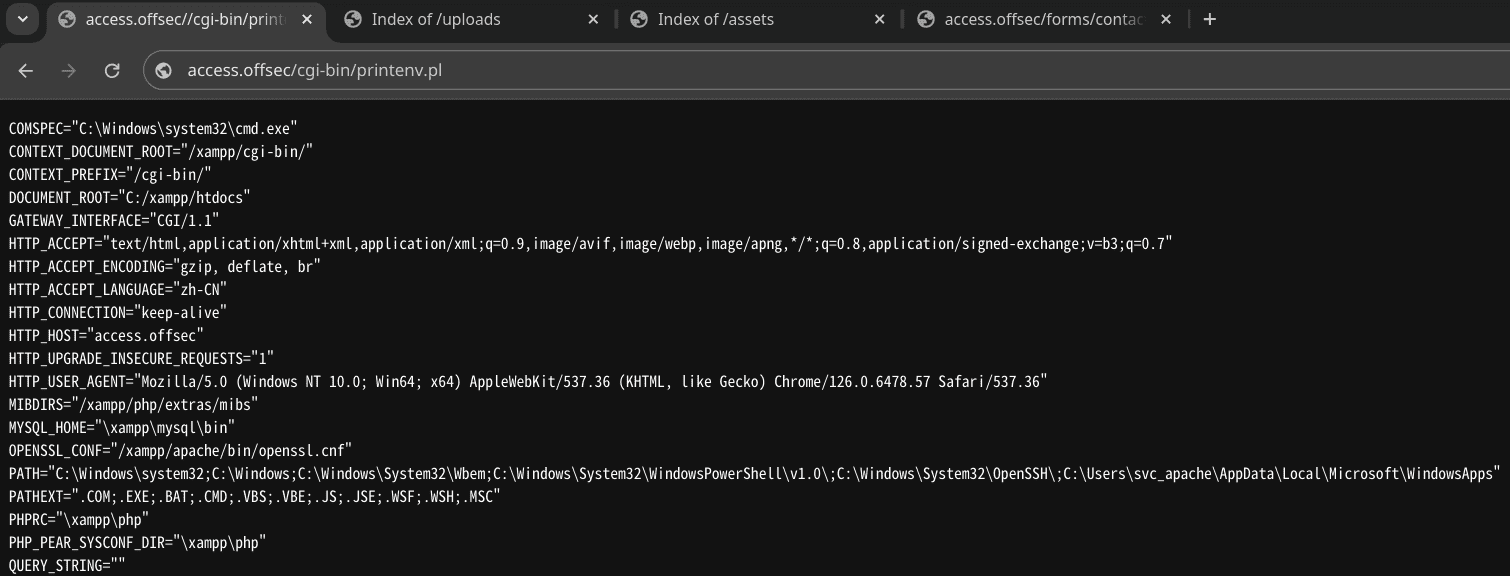 access.offsec//cgi-bin/print
Index of /uploads
Index of /assets
access.offsec/forms/contac
access.offsec/cgi-bin/printenv.pl
COMSPEC="C:\Windows\system32\cmd.exe"
CONTEXT_DOCUMENT_ROOT="/xampp/cgi-bin/"
CONTEXT_PREFIX="/cgi-bin/"
DOCUMENT_ROOT="C:/xampp/htdocs"
GATEWAY_INTERFACE="CGI/1.1"
HTTP_ACCEPT="text/html,application/xhtml+xml,application/xml;q=0.9,image/avif,image/webp,image/apng,*/*;q=0.8,application/signed-exchange;v=b3;q=0.7"
HTTP_ACCEPT_ENCODING="gzip, deflate, br"
HTTP_ACCEPT_LANGUAGE="zh-CN"
HTTP_CONNECTION="keep-alive"
HTTP_HOST="access.offsec"
HTTP_UPGRADE_INSECURE_REQUESTS="1"
HTTP_USER_AGENT="Mozilla/5.0 (Windows NT 10.0; Win64; x64) AppleWebKit/537.36 (KHTML, like Gecko) Chrome/126.0.6478.57 Safari/537.36"
MIBDIRS="/xampp/php/extras/mibs"
MYSQL_HOME="\xampp\mysql\bin"
OPENSSL_CONF="/xampp/apache/bin/openssl.cnf"
PATH="C:\Windows\system32;C:\Windows;C:\Windows\System32\Wbem;C:\Windows\System32\WindowsPowerShell\v1.0\;C:\Windows\System32\OpenSSH\;C:\Users\svc_apache\AppData\Local\Microsoft\WindowsApps"
PATHEXT=".COM;.EXE;.BAT;.CMD;.VBS;.VBE;.JS;.JSE;.WSF;.WSH;.MSC"
PHPRC="\xampp\php"
PHP_PEAR_SYSCONF_DIR="\xampp\php"
QUERY_STRING=""